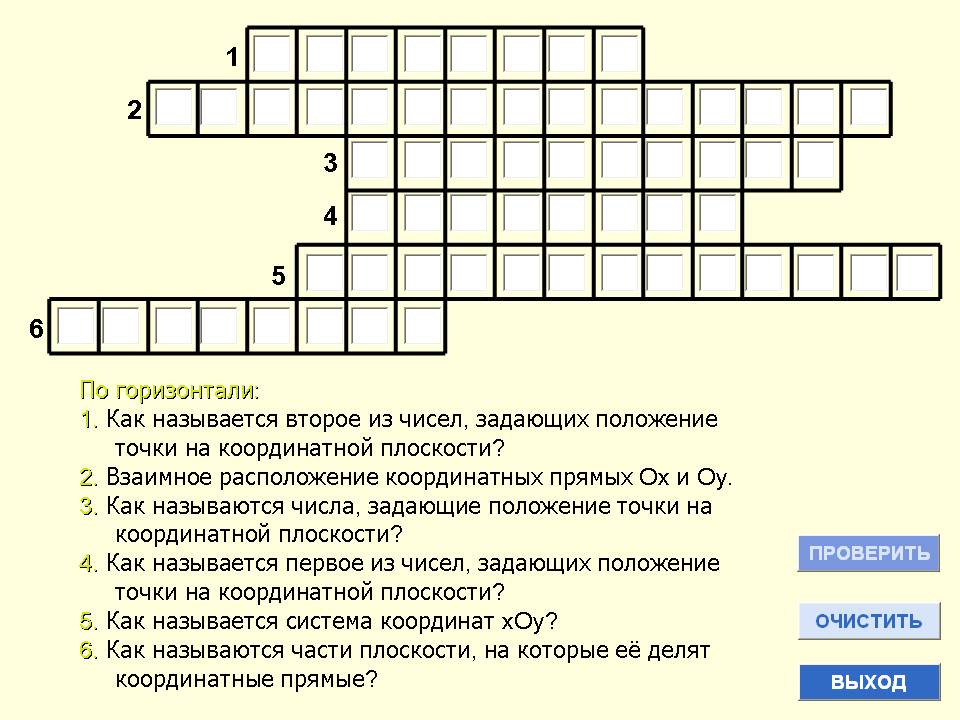 1
2
3
4
5
6
По горизонтали:
1. Как называется второе из чисел, задающих положение
точки на координатной плоскости?
2. Взаимное расположение координатных прямых Ox и Oy.
3. Как называются числа, задающие положение точки на
координатной плоскости?
4. Как называется первое из чисел, задающих положение
точки на координатной плоскости?
5. Как называется система координат xOy?
6. Как называются части плоскости, на которые её делят
координатные прямые?
ПРОВЕРИТЬ
ОЧИСТИТЬ
ВЫХОД